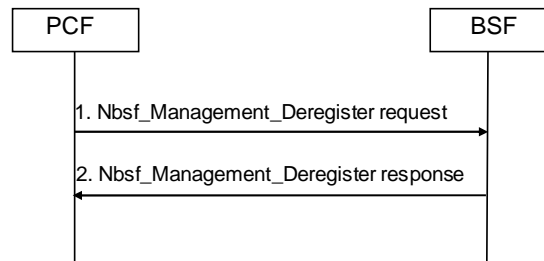 PCF
BSF
1. Nbsf_Management_Deregister request
2. Nbsf_Management_Deregister response